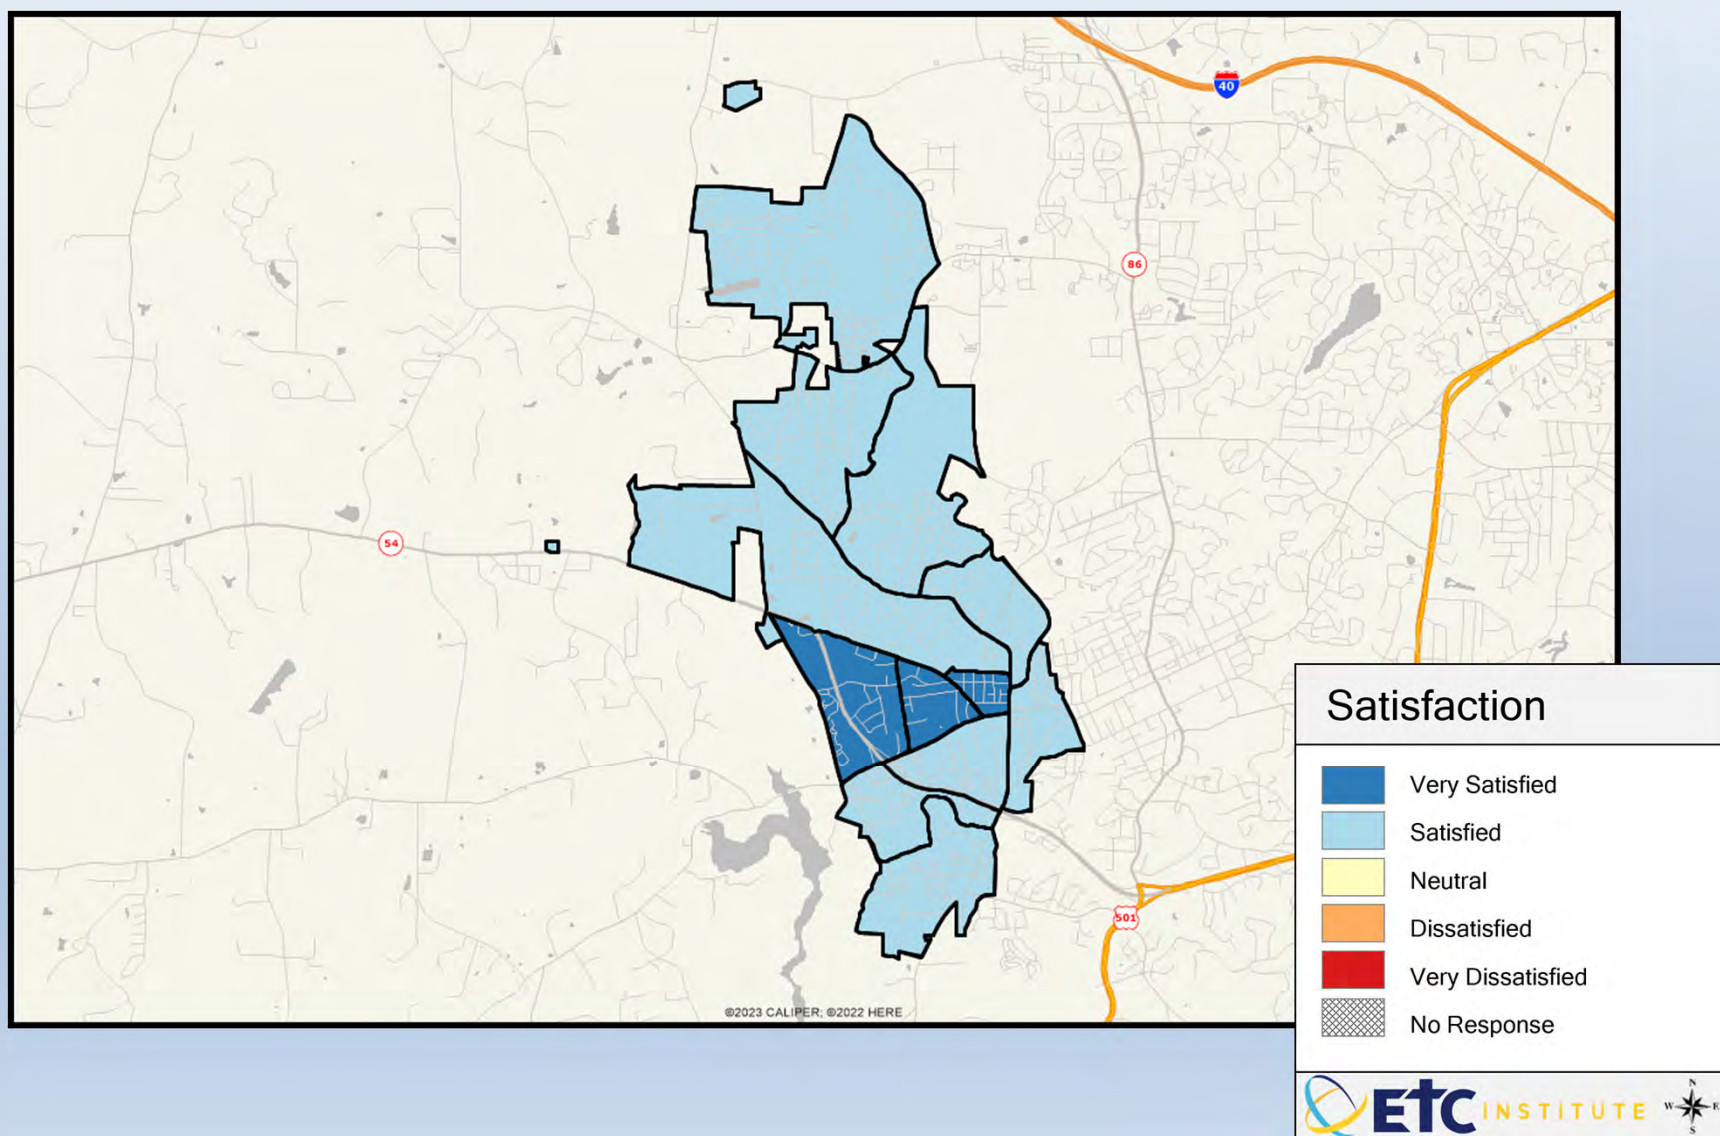 40
86
54
501
©2023 CALIPER; ©2022 HERE
Satisfaction
Very Satisfied
Satisfied
Neutral
Dissatisfied
Very Dissatisfied
No Response
ETC INSTITUTE
N
W E
S